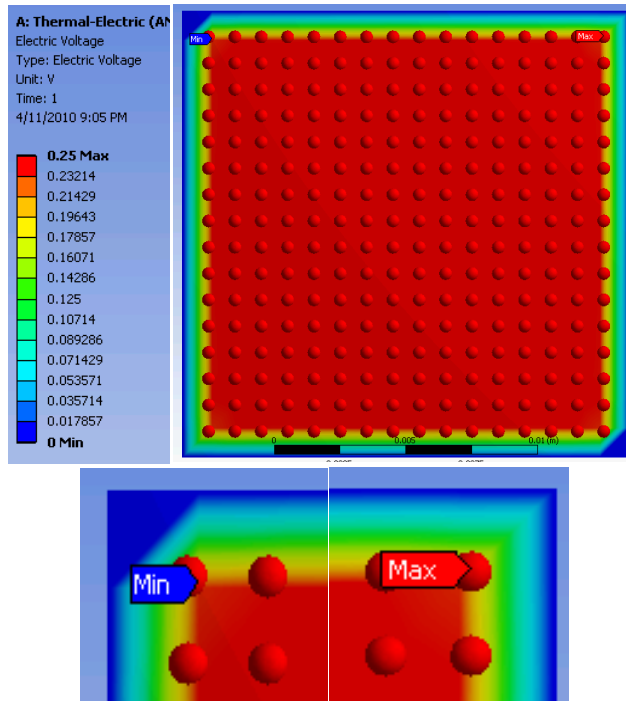 A: Thermal-Electric (AN
Electric Voltage
Type: Electric Voltage
Unit: V
Time: 1
4/11/2010 9:05 PM
0.25 Max
0.23214
0.21429
0.19643
0.17857
0.16071
0.14286
0.125
0.10714
0.089286
0.071429
0.053571
0.035714
0.017857
0 Min
Min
Max
0
0.005
0.01 (m)
Min
Max